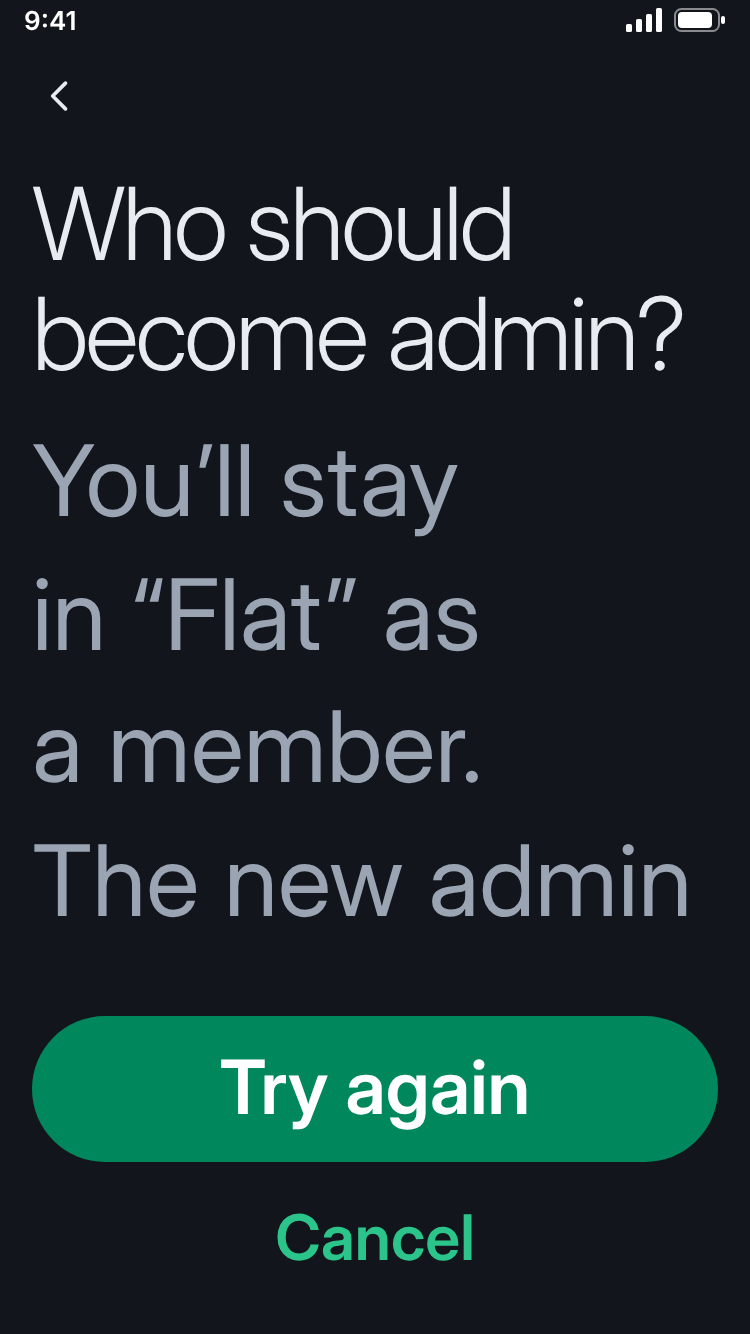 9:41
Who should
become admin?
You’ll stay
in “Flat” as
a member.
The new admin
Try again
Cancel